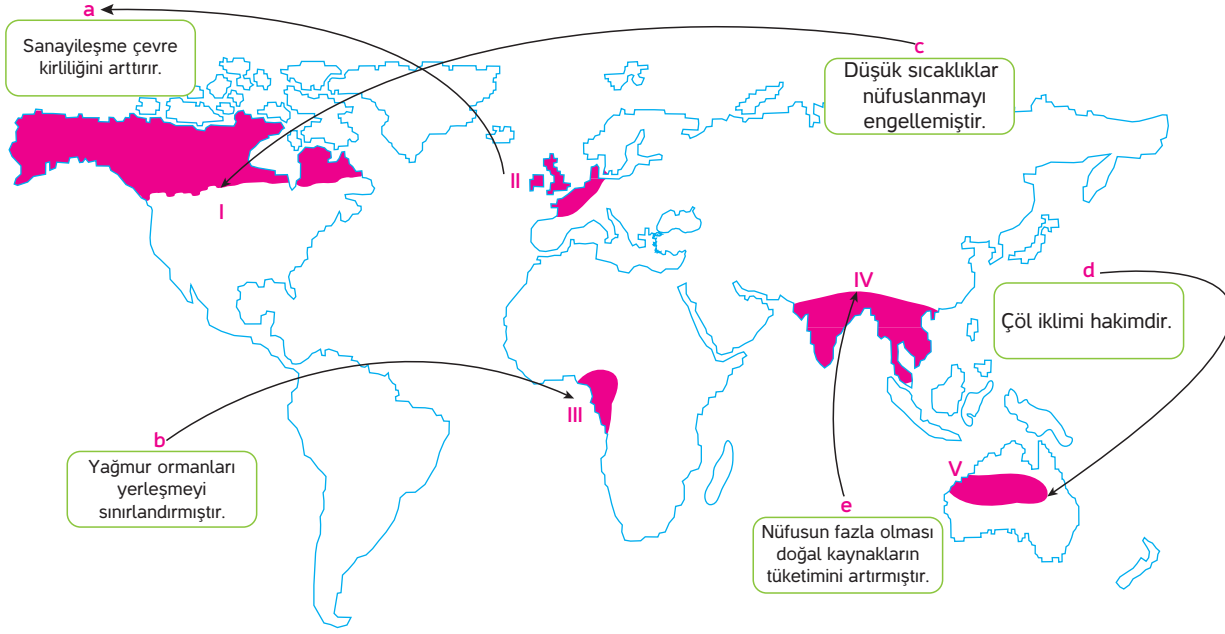 a
Sanayileşme çevre
kirliliğini arttırır.
c
Düşük sıcaklıklar
nüfuslanmayı
engellemiştir.
I
II
IV
d
Çöl iklimi hakimdir.
III
b
Yağmur ormanları
yerleşmeyi
sınırlandırmıştır.
V
e
Nüfusun fazla olması
doğal kaynakların
tüketimini artırmıştır.